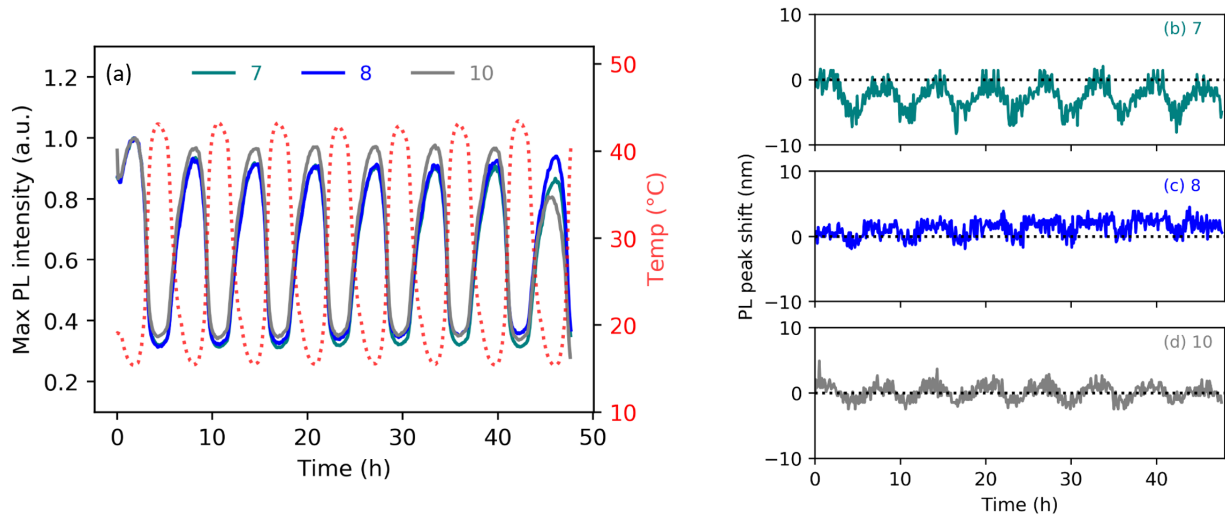 (a)
7 8 10
Max PL intensity (a.u.)
1.2
1.0
0.8
0.6
0.4
0.2
0 10 20 30 40 50
Time (h)
50
40
30
20
10
Temp (°C)
(b) 7
10
0
−10
(c) 8
10
0
−10
PL peak shift (nm)
(d) 10
10
0
−10
0 10 20 30 40
Time (h)